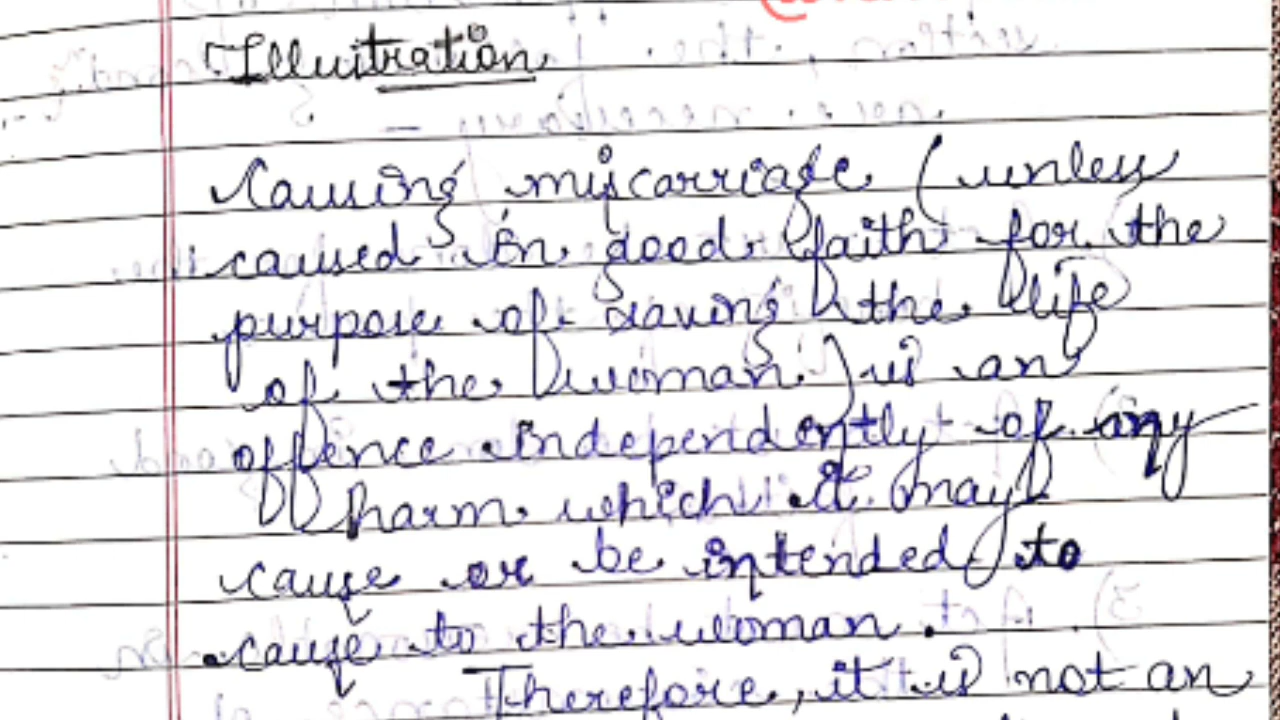 Illustration
Causing miscarriage (unless
caused in good faith for the
purpose of saving the life
of the woman) is an
offence independently of any
harm which it may
cause or be intended to
cause to the woman.
Therefore, it is not an